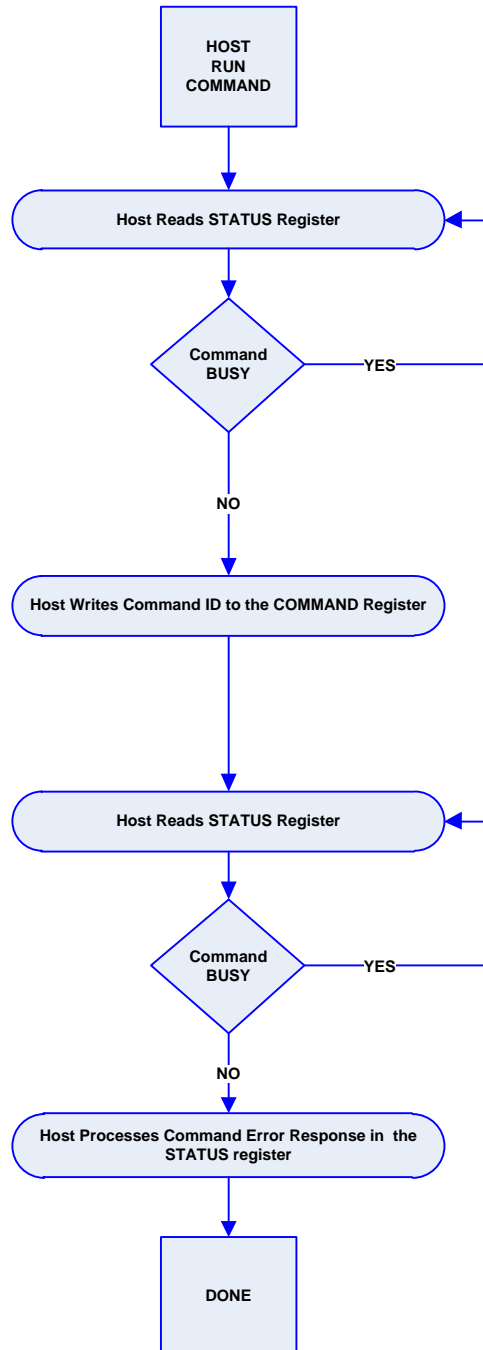 HOST
RUN
COMMAND
Host Reads STATUS Register
Command
BUSY
YES
NO
Host Writes Command ID to the COMMAND Register
Host Reads STATUS Register
Command
BUSY
YES
NO
Host Processes Command Error Response in the
STATUS register
DONE